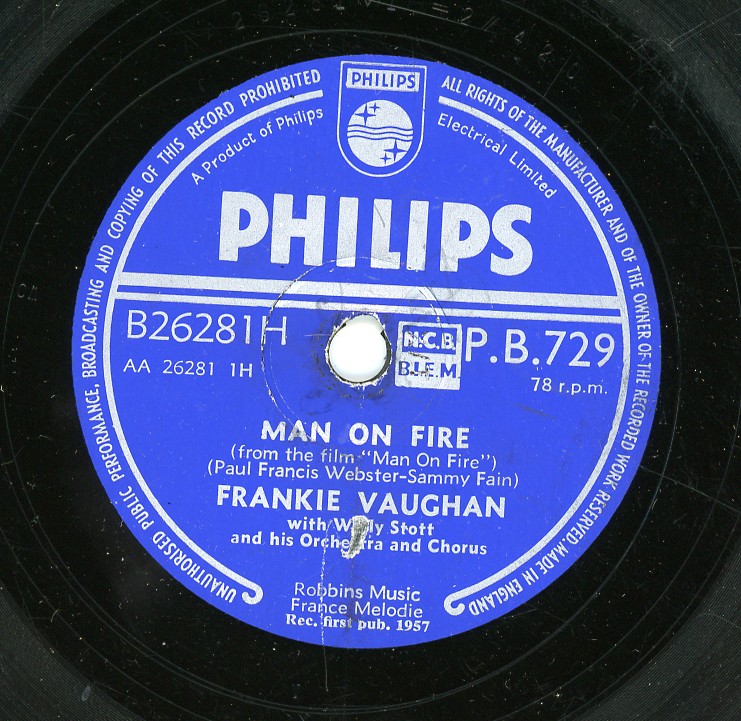 PHILIPS
UNAUTHORISED PUBLIC PERFORMANCE, BROADCASTING AND COPYING OF THIS RECORD PROHIBITED
ALL RIGHTS OF THE MANUFACTURER AND OF THE OWNER OF THE RECORDED WORK RESERVED. MADE IN ENGLAND
A Product of Philips
Electrical Limited
PHILIPS
B26281H
N.C.B.
P.B.729
AA 26281 1H
B.I.E.M.
78 r.p.m.
MAN ON FIRE
(from the film "Man On Fire")
(Paul Francis Webster-Sammy Fain)
FRANKIE VAUGHAN
with Stott
and his Orchestra and Chorus
Robbins Music
France Melodie
Rec. first pub. 1957